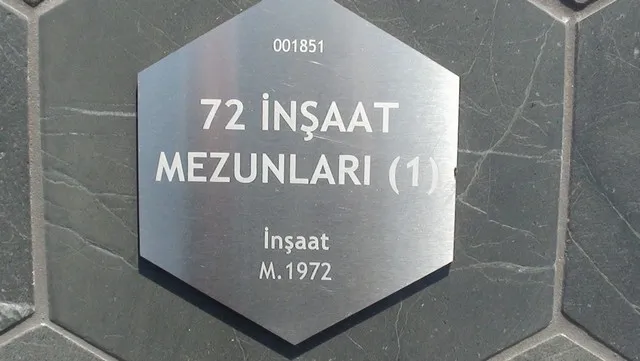 001851
72 İNŞAAT
MEZUNLARI (1)
İnşaat
M.1972